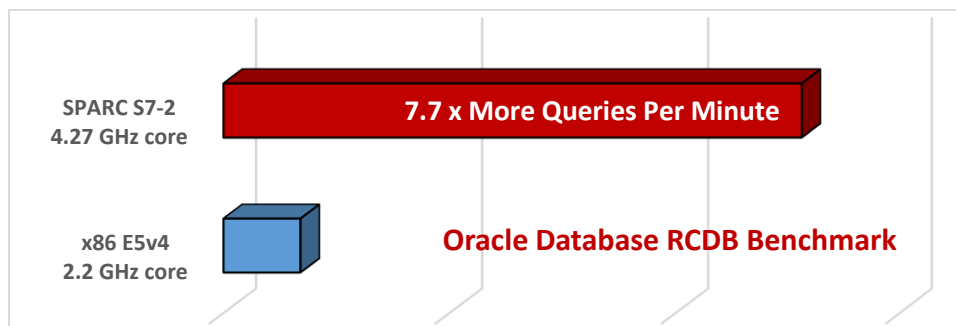 SPARC S7-2
4.27 GHz core
7.7 x More Queries Per Minute
x86 E5v4
2.2 GHz core
Oracle Database RCDB Benchmark